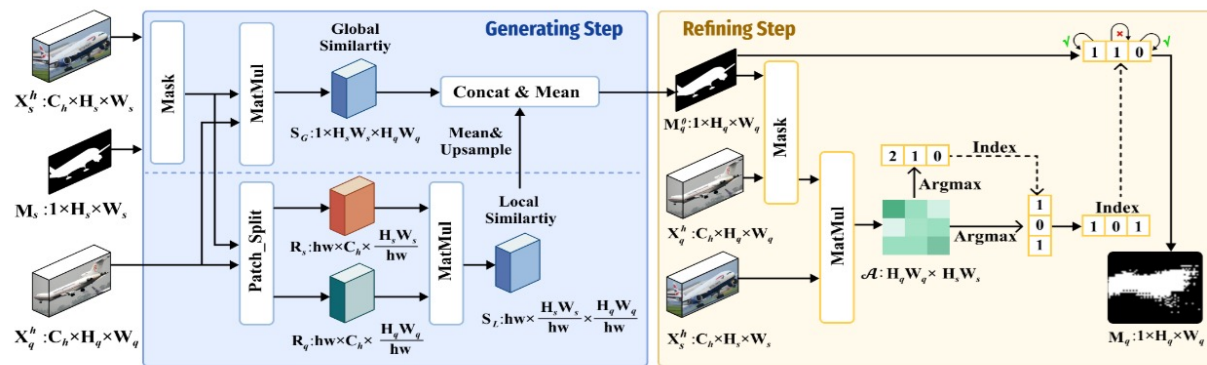 Generating Step
Refining Step
X_s^h :C_h×H_s×W_s
M_s :1×H_s×W_s
X_q^h :C_h×H_q×W_q
Mask
MatMul
Global
Similartiy
S_G:1×H_sW_s×H_qW_q
Concat & Mean
Mean&
Upsample
Patch_Split
R_s:hw×C_h×H_sW_s/hw
R_q:hw×C_h×H_qW_q/hw
MatMul
Local
Similartiy
S_L:hw×H_sW_s/hw×H_qW_q/hw
M_q^0:1×H_q×W_q
Mask
X_q^h :C_h×H_q×W_q
X_s^h :C_h×H_s×W_s
MatMul
2 1 0
Index
Argmax
Argmax
𝒜:H_qW_q×H_sW_s
1
0
1
Index
1 0 1
√ × √
1 1 0
M_q:1×H_q×W_q